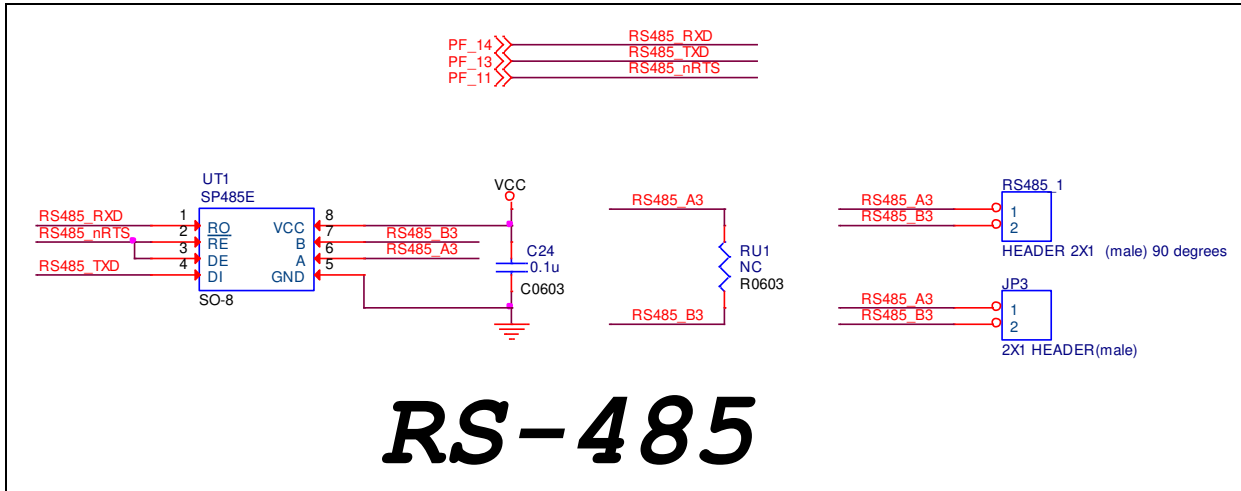 PF_14 RS485_RXD
PF_13 RS485_TXD
PF_11 RS485_nRTS
UT1
SP485E
RS485_RXD 1 RO VCC 8
RS485_nRTS 2 RE B 7 RS485_B3
3 DE A 6 RS485_A3
RS485_TXD 4 DI GND 5
SO-8
VCC
C24
0.1u
C0603
RS485_A3
RU1
NC
R0603
RS485_B3
RS485_1
RS485_A3 1
RS485_B3 2
HEADER 2X1 (male) 90 degrees
JP3
RS485_A3 1
RS485_B3 2
2X1 HEADER(male)
RS-485